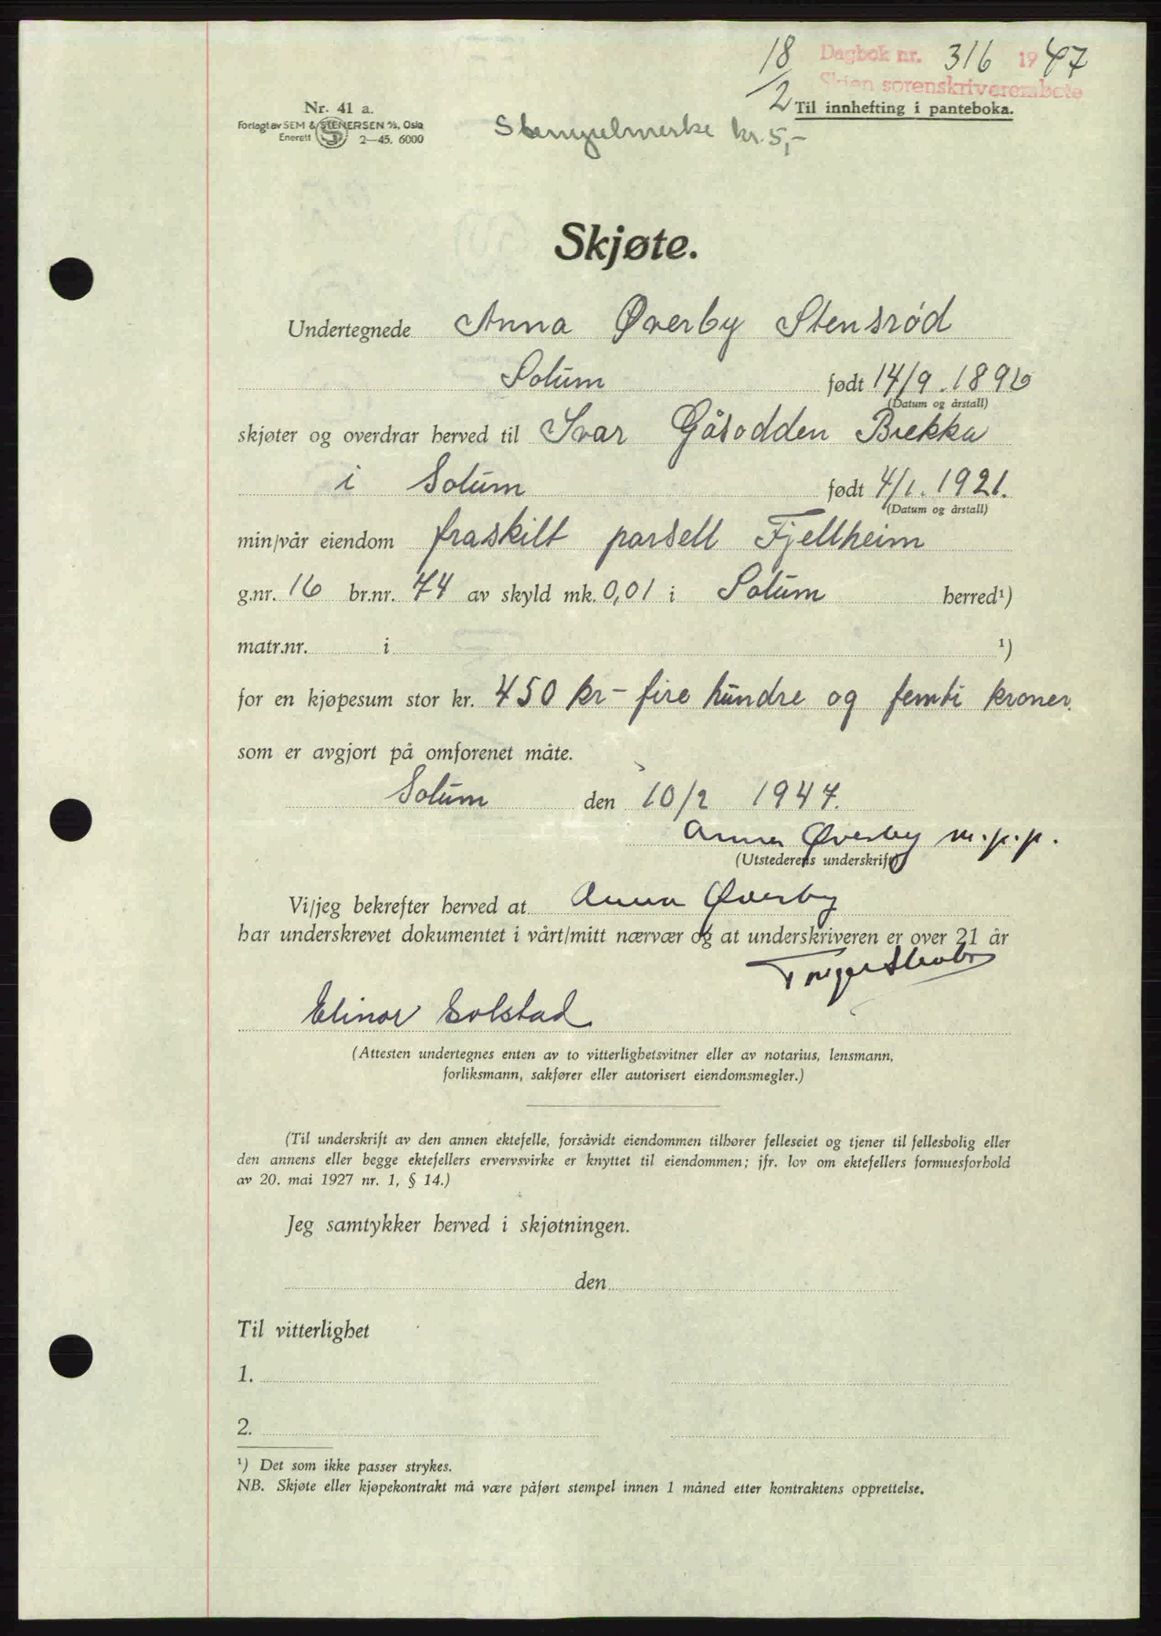 18/2 Dagbok nr. 316 1947
Skien sorenskriverembete
Til innhefting i panteboka.
Nr. 41 a.
Forlagt av SEM & STENERSEN A/S, Oslo
Enerett S 2—45. 6000
Stempelmerke kr. 5,-
Skjøte.
Undertegnede Anna Øverby Stensrød
Solum født 14/9. 1896
(Datum og årstall)
skjøter og overdrar herved til Ivar Gåsodden Brekka
i Solum født 4/1. 1921.
(Datum og årstall)
min/vår eiendom fraskilt parsell Fjellheim
g.nr. 16 br.nr. 74 av skyld mk. 0,01 i Solum herred¹)
matr.nr. i ¹)
for en kjøpesum stor kr. 450 kr - fire hundre og femti kroner.
som er avgjort på omforenet måte.
Solum den 10/2 1947.
Anna Øverby m.p.p.
(Utstederens underskrift)
Vi/jeg bekrefter herved at Anna Øverby
har underskrevet dokumentet i vårt/mitt nærvær og at underskriveren er over 21 år
Elinor Solstad
(Attesten undertegnes enten av to vitterlighetsvitner eller av notarius, lensmann,
forliksmann, sakfører eller autorisert eiendomsmegler.)
(Til underskrift av den annen ektefelle, forsåvidt eiendommen tilhører felleseiet og tjener til fellesbolig eller
den annens eller begge ektefellers ervervsvirke er knyttet til eiendommen; jfr. lov om ektefellers formuesforhold
av 20. mai 1927 nr. 1, § 14.)
Jeg samtykker herved i skjøtningen.
den
Til vitterlighet
1.
2.
¹) Det som ikke passer strykes.
NB. Skjøte eller kjøpekontrakt må være påført stempel innen 1 måned etter kontraktens opprettelse.